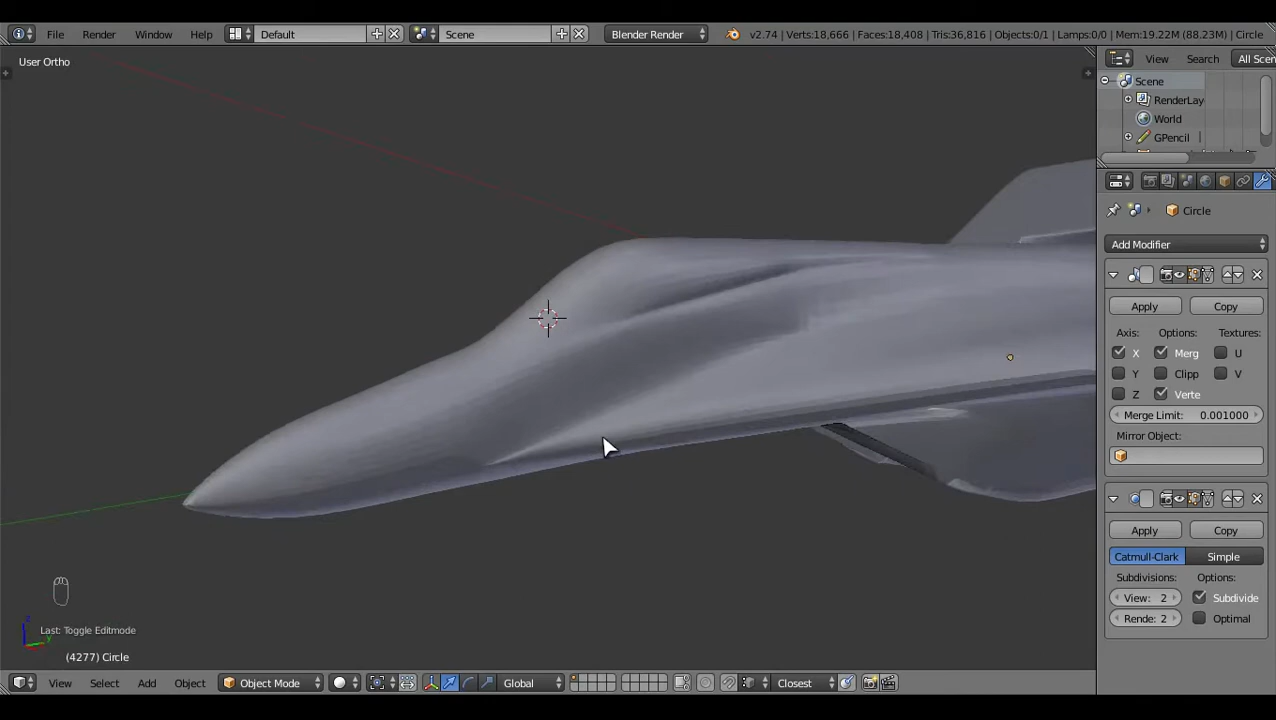 File Render Window Help Default Scene Blender Render v2.74 | Verts:18,666 | Faces:18,408 | Tris:36,816 | Objects:0/1 | Lamps:0/0 | Mem:19.22M (88.23M) | Circle
User Ortho
View Search All Scen
Scene
RenderLay
World
GPencil
Circle
Add Modifier
Apply Copy
Axis: Options: Textures:
X Merg U
Y Clipp V
Z Verte
Merge Limit: 0.001000
Mirror Object:
Apply Copy
Catmull-Clark Simple
Subdivisions: Options:
View: 2 Subdivide
Rende: 2 Optimal
z
y
Last: Toggle Editmode
(4277) Circle
View Select Add Object Object Mode Global Closest